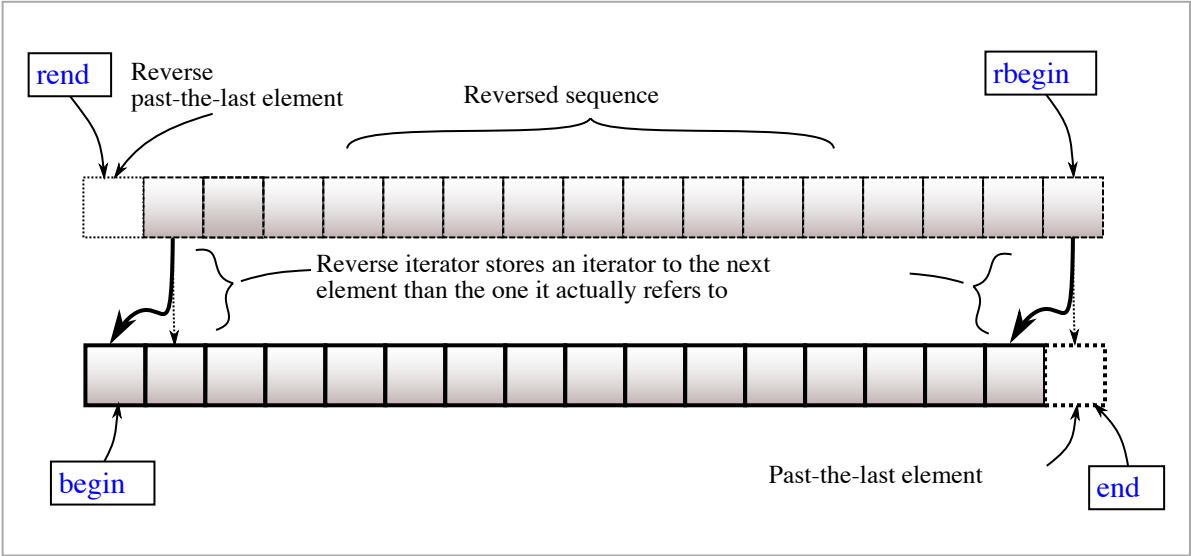 rend
Reverse
past-the-last element
Reversed sequence
rbegin
Reverse iterator stores an iterator to the next
element than the one it actually refers to
begin
Past-the-last element
end